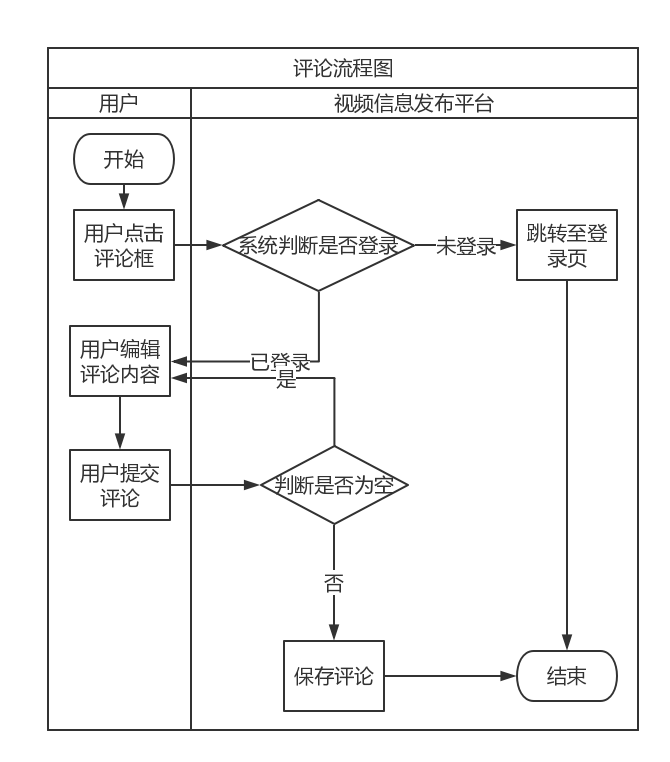 评论流程图
用户
视频信息发布平台
开始
用户点击
评论框
系统判断是否登录
未登录
跳转至登
录页
用户编辑
评论内容
已登录
是
用户提交
评论
判断是否为空
否
保存评论
结束